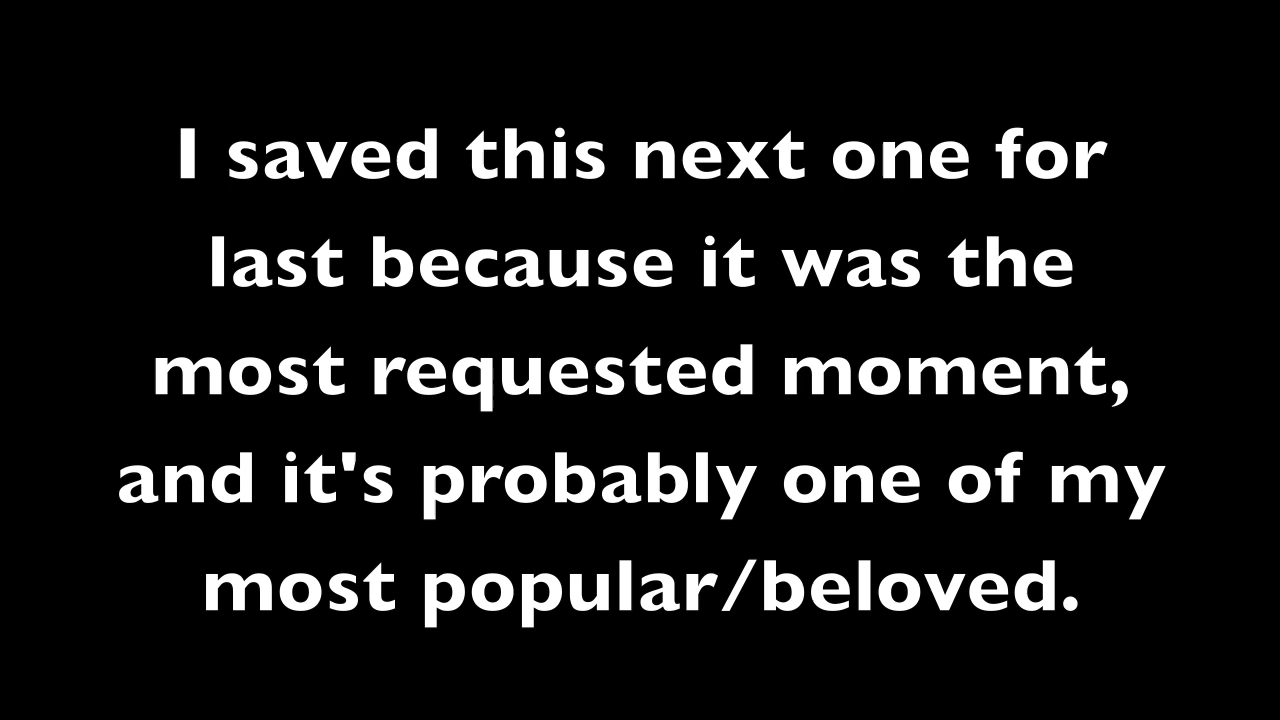 I saved this next one for
last because it was the
most requested moment,
and it's probably one of my
most popular/beloved.